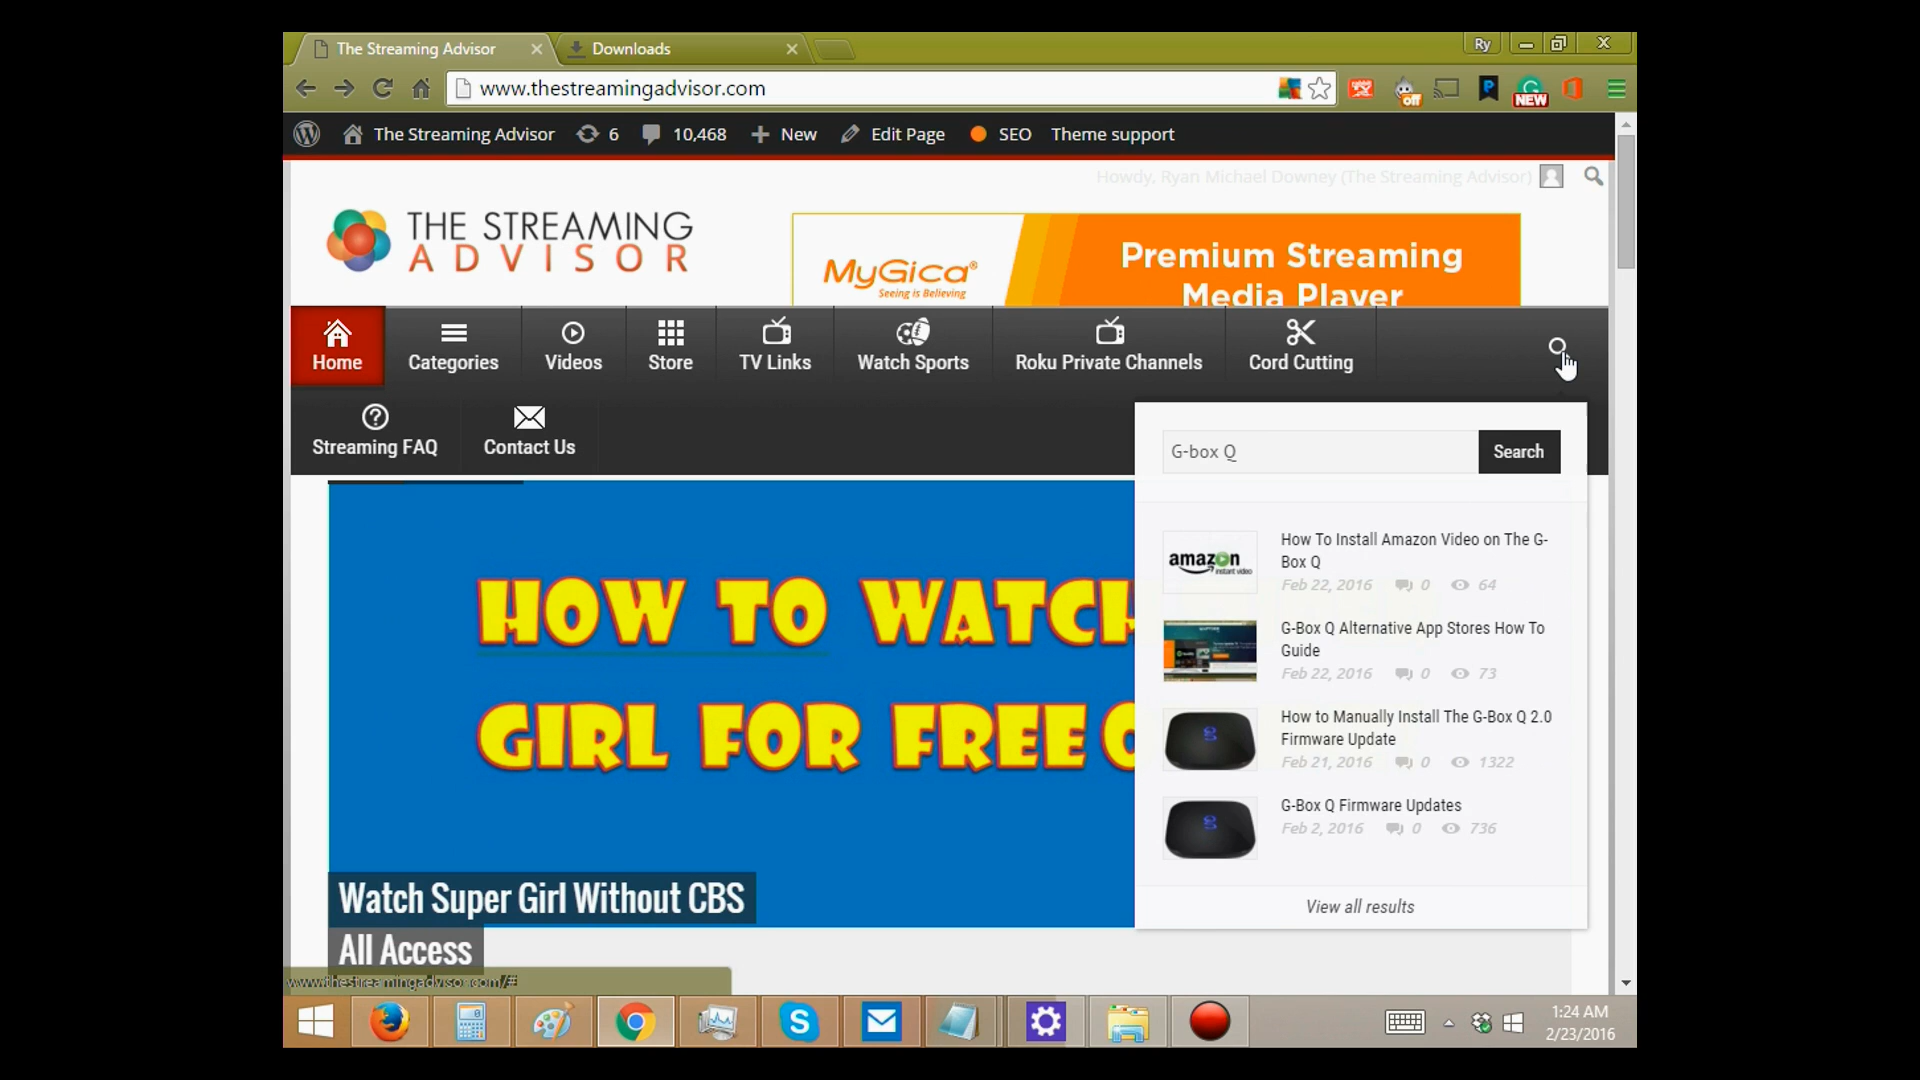 The Streaming Advisor
Downloads
Ry
www.thestreamingadvisor.com
off
NEW
The Streaming Advisor 6 10,468 New Edit Page SEO Theme support
Howdy, Ryan Michael Downey (The Streaming Advisor)
THE STREAMING
ADVISOR
MyGica®
Seeing is Believing
Premium Streaming
Media Player
Home
Categories
Videos
Store
TV Links
Watch Sports
Roku Private Channels
Cord Cutting
Streaming FAQ
Contact Us
G-box Q
Search
amazon
instant video
How To Install Amazon Video on The G-
Box Q
Feb 22, 2016 0 64
G-Box Q Alternative App Stores How To
Guide
Feb 22, 2016 0 73
How to Manually Install The G-Box Q 2.0
Firmware Update
Feb 21, 2016 0 1322
G-Box Q Firmware Updates
Feb 2, 2016 0 736
View all results
HOW TO WATCH
GIRL FOR FREE
Watch Super Girl Without CBS
All Access
www.thestreamingadvisor.com/#
1:24 AM
2/23/2016